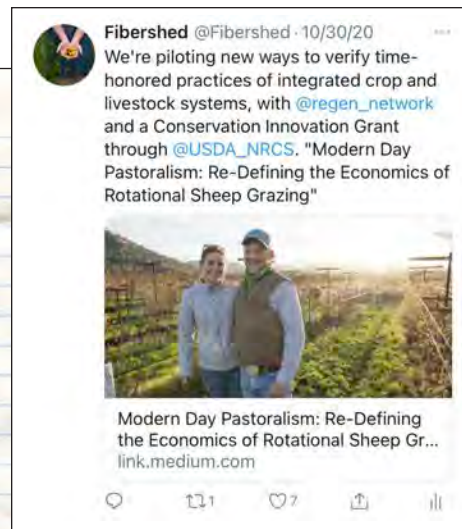 Fibershed @Fibershed · 10/30/20
We're piloting new ways to verify time-
honored practices of integrated crop and
livestock systems, with @regen_network
and a Conservation Innovation Grant
through @USDA_NRCS. "Modern Day
Pastoralism: Re-Defining the Economics of
Rotational Sheep Grazing"
Modern Day Pastoralism: Re-Defining
the Economics of Rotational Sheep Gr...
link.medium.com
1 7